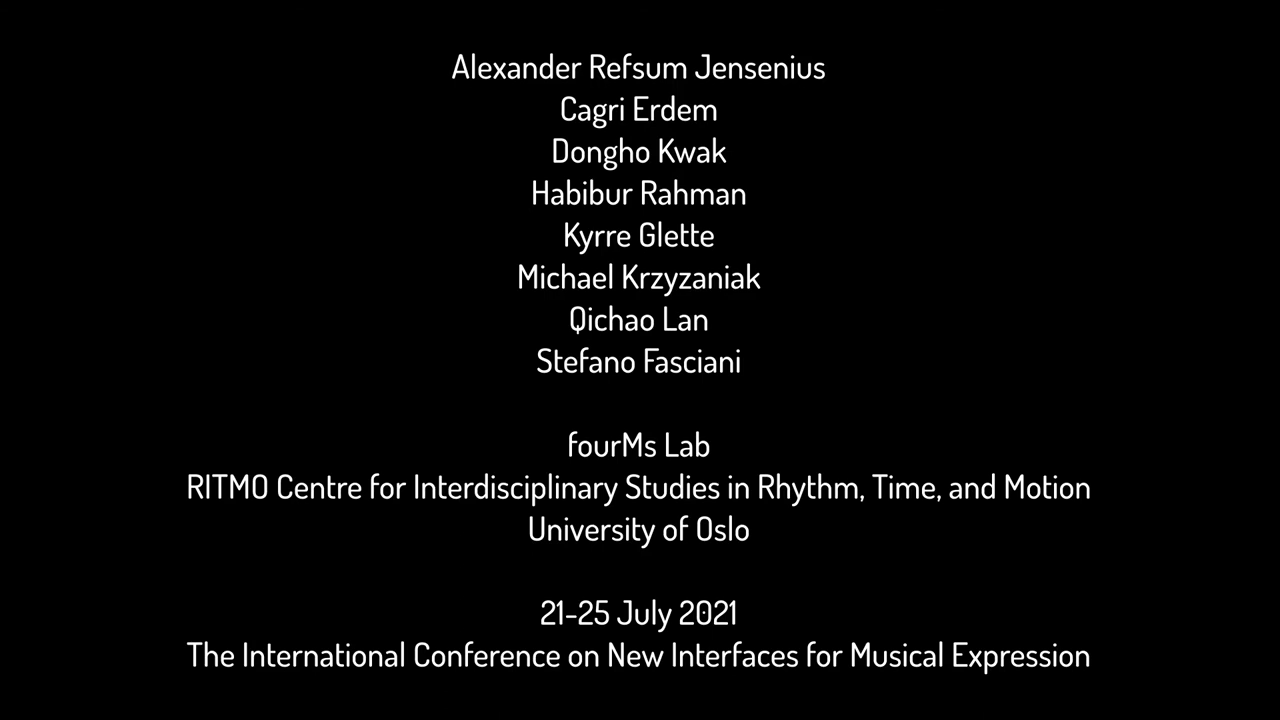 Alexander Refsum Jensenius
Cagri Erdem
Dongho Kwak
Habibur Rahman
Kyrre Glette
Michael Krzyzaniak
Qichao Lan
Stefano Fasciani
fourMs Lab
RITMO Centre for Interdisciplinary Studies in Rhythm, Time, and Motion
University of Oslo
21-25 July 2021
The International Conference on New Interfaces for Musical Expression